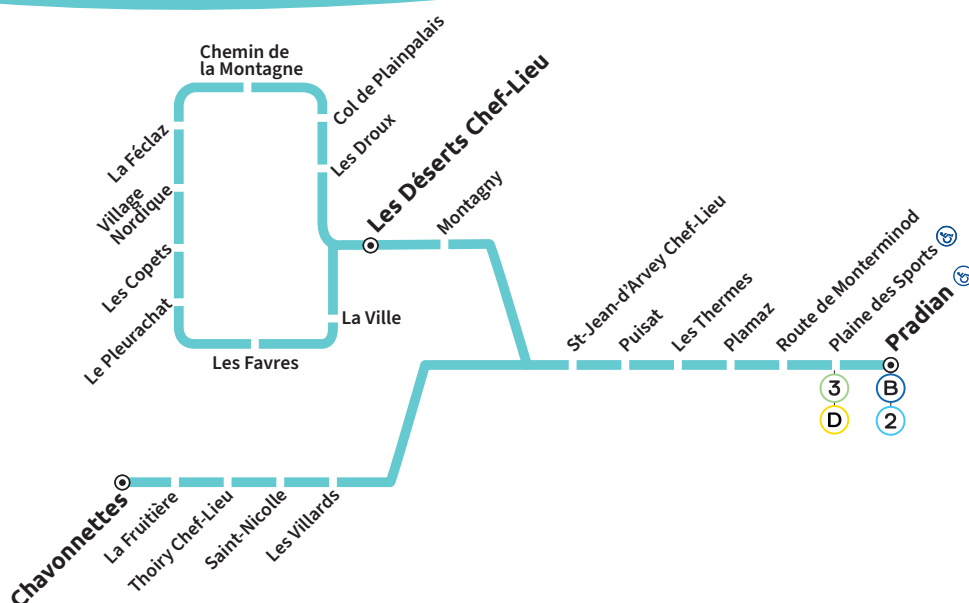 Chemin de
la Montagne
Col de Plainpalais
Les Droux
Les Déserts Chef-Lieu
Montagny
La Féclaz
Village
Nordique
Les Copets
Le Pleurachat
Les Favres
La Ville
St-Jean-d'Arvey Chef-Lieu
Puisat
Les Thermes
Plamaz
Route de Monterminod
Plaine des Sports
Pradian
3
D
B
2
Chavonnettes
La Fruitière
Thoiry Chef-Lieu
Saint-Nicolle
Les Villards